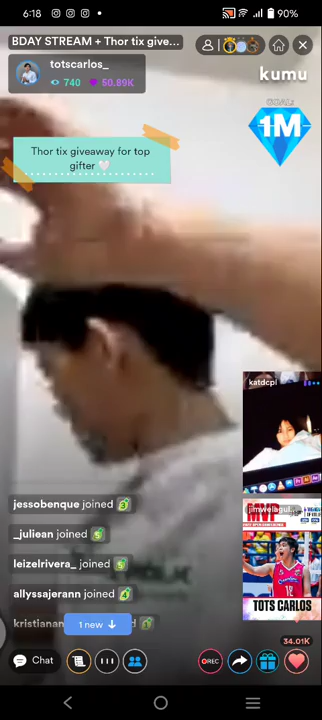 6:18
90%
BDAY STREAM + Thor tix give...
totscarlos_
740
50.89K
kumu
GOAL:
1M
Thor tix giveaway for top
gifter
katdcpl
jessobenque joined
_juliean joined
leizelrivera_ joined
allyssajerann joined
1 new
MVP
TOTS CARLOS
34.01K
Chat
REC